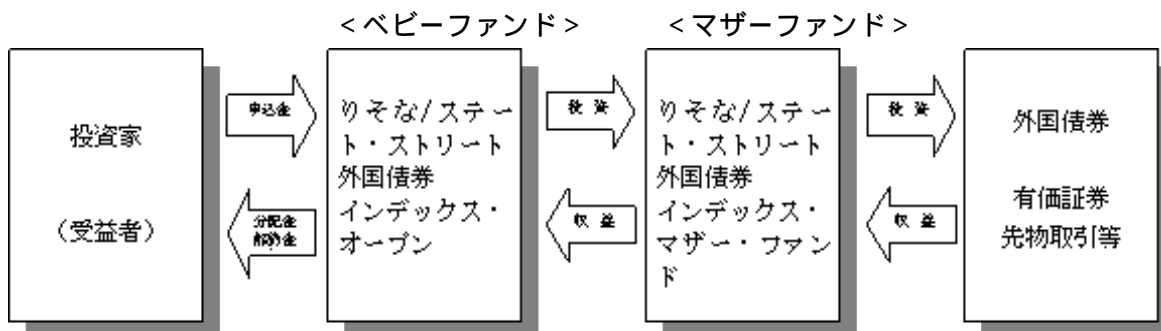 ＜ベビーファンド＞
＜マザーファンド＞
投資家
（受益者）
申込金
分配金
解約金
りそな/ステー
ト・ストリート
外国債券
インデックス・
オープン
投 資
収 益
りそな/ステー
ト・ストリート
外国債券
インデックス・
マザー・ファン
ド
投 資
収 益
外国債券
有価証券
先物取引等